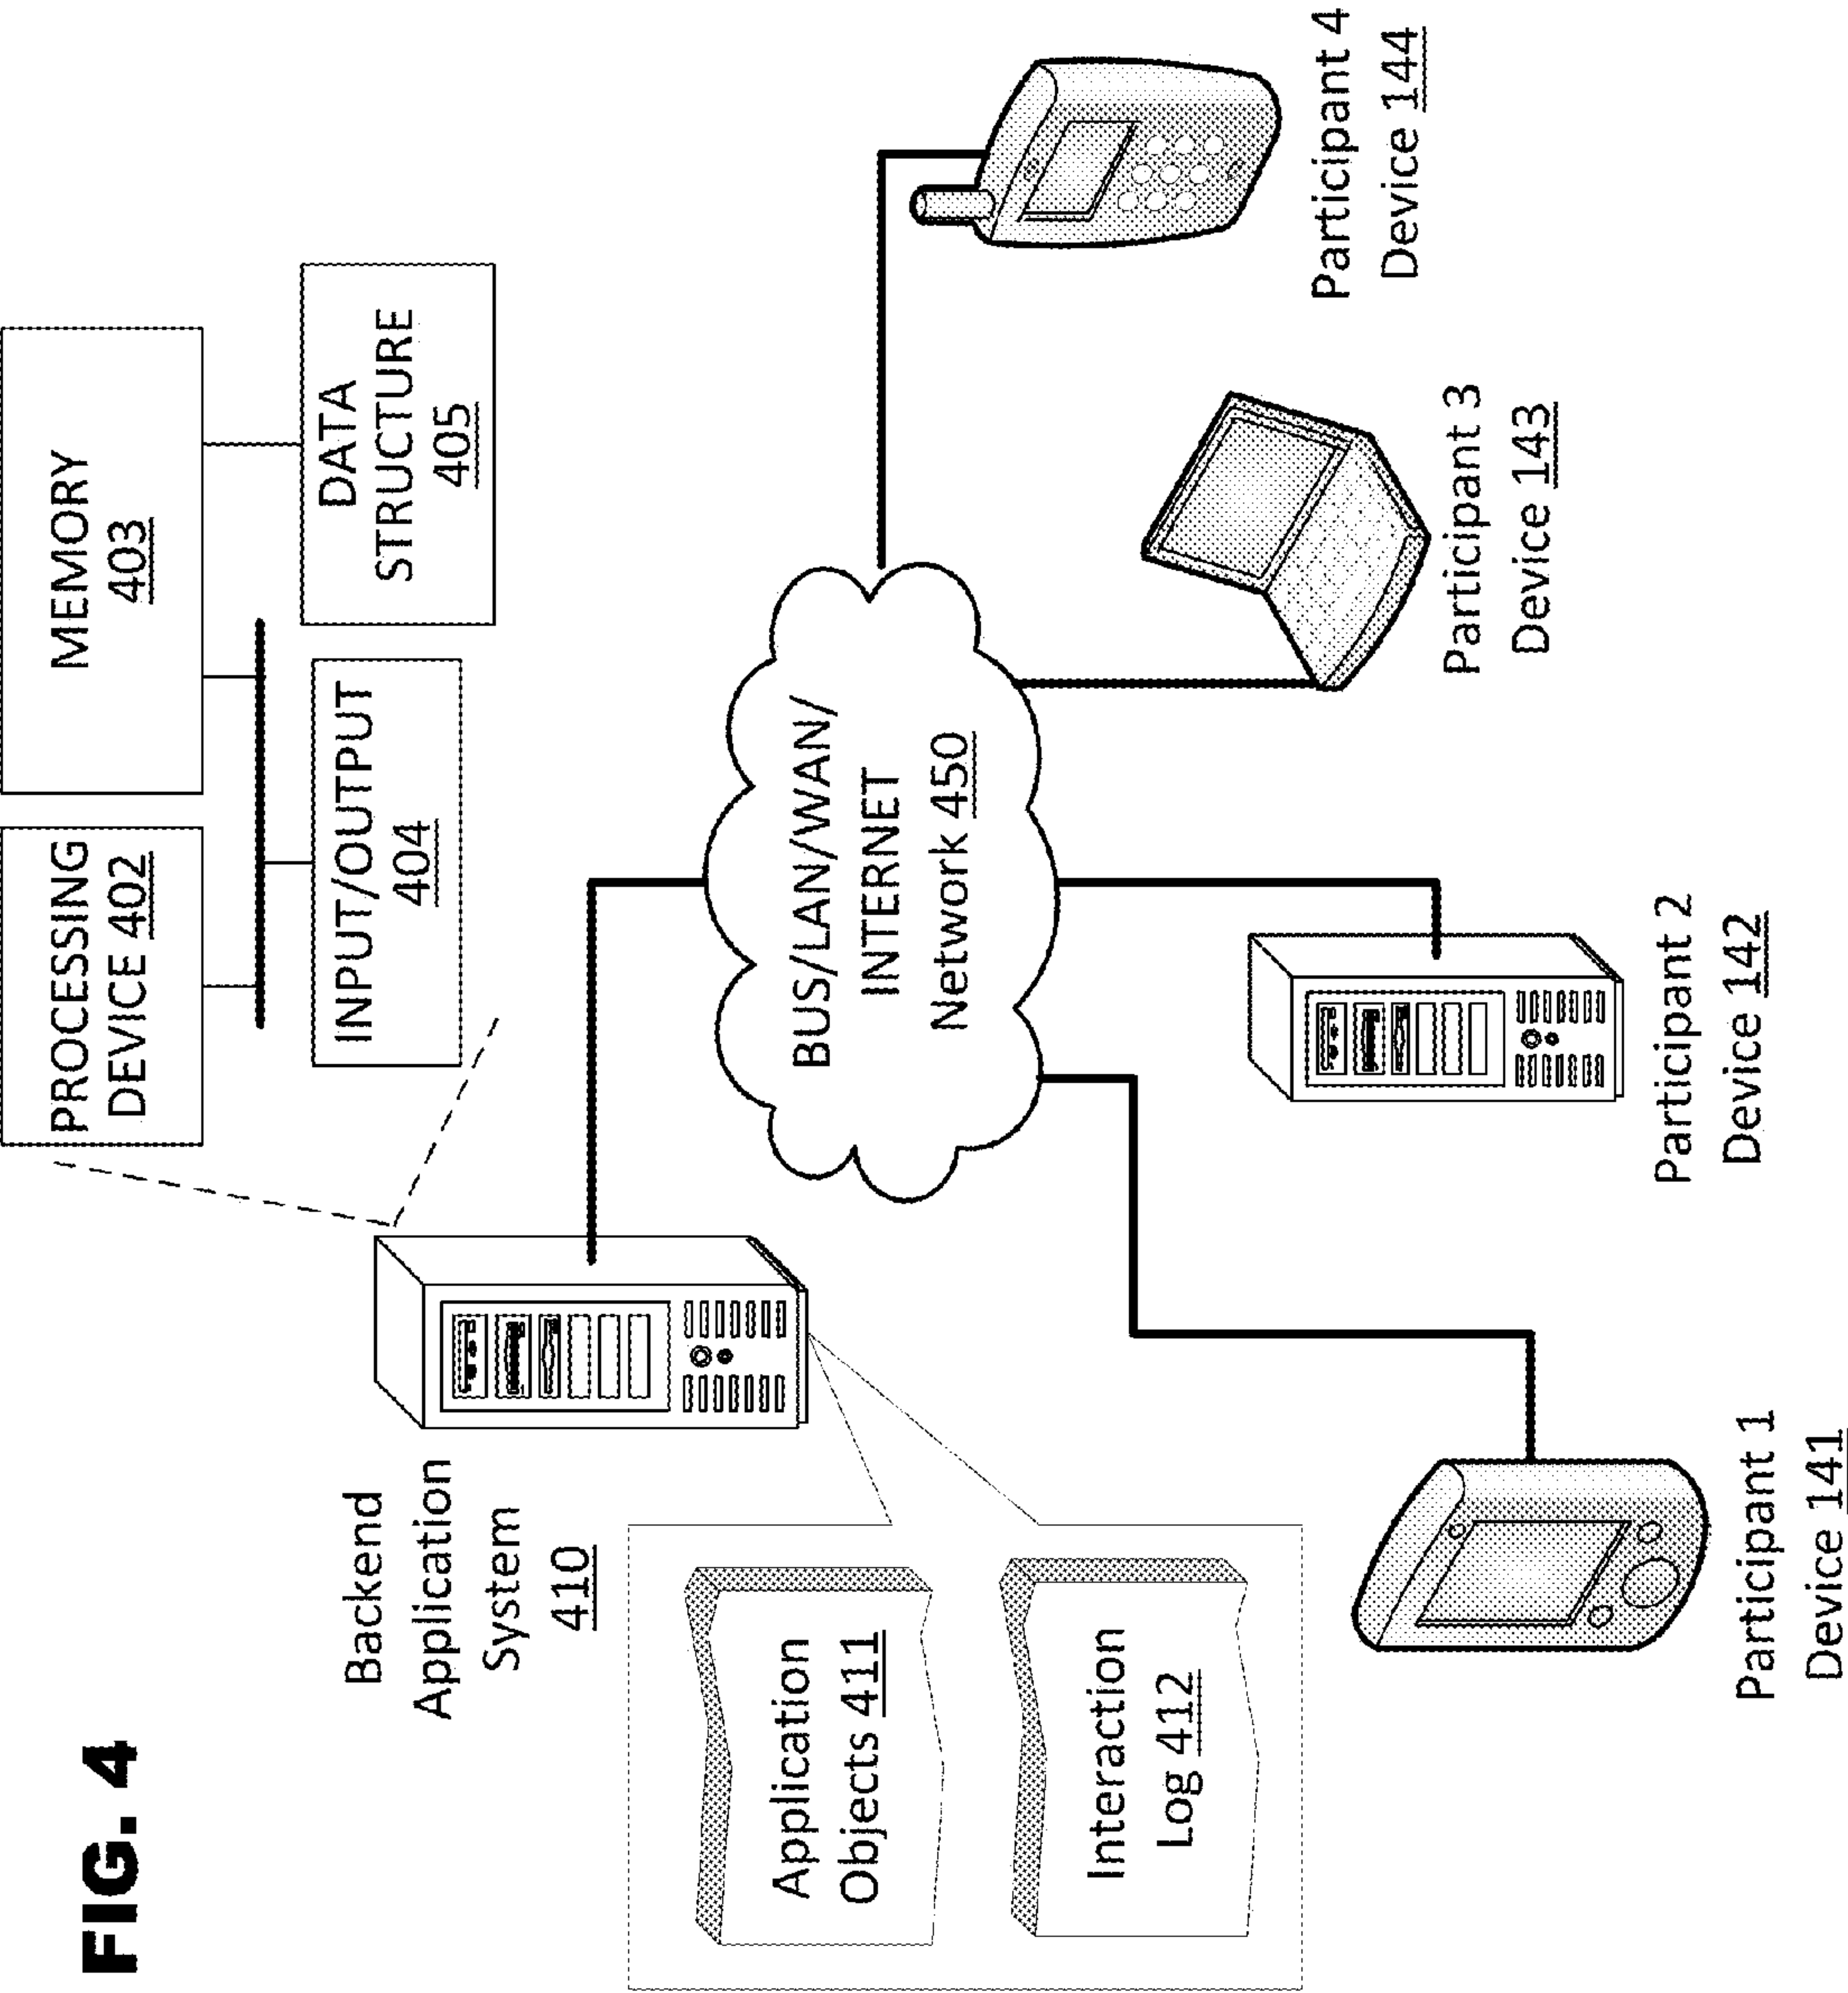 FIG. 4
PROCESSING
DEVICE 402
MEMORY
403
INPUT/OUTPUT
404
DATA
STRUCTURE
405
Backend
Application
System
410
Application
Objects 411
Interaction
Log 412
BUS/LAN/WAN/
INTERNET
Network 450
Participant 1
Device 141
Participant 2
Device 142
Participant 3
Device 143
Participant 4
Device 144